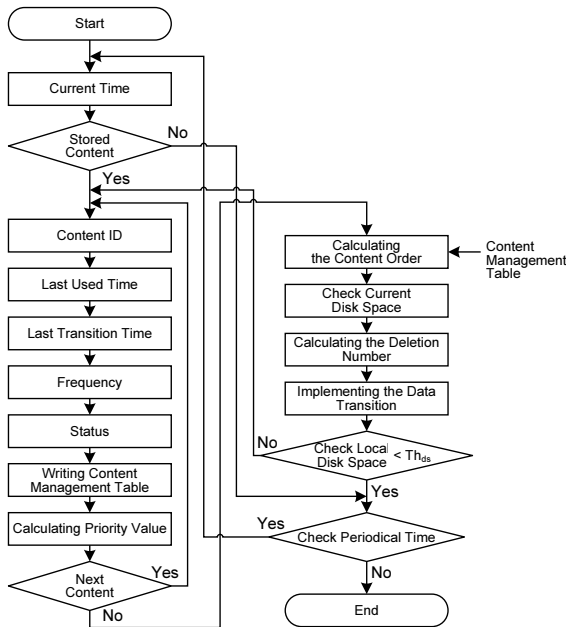 Start
Current Time
Stored
Content
No
Yes
Content ID
Last Used Time
Last Transition Time
Frequency
Status
Writing Content
Management Table
Calculating Priority Value
Next
Content
Yes
No
Calculating
the Content Order
Content
Management
Table
Check Current
Disk Space
Calculating the Deletion
Number
Implementing the Data
Transition
No
Check Local
Disk Space < Thds
Yes
Yes
Check Periodical Time
No
End